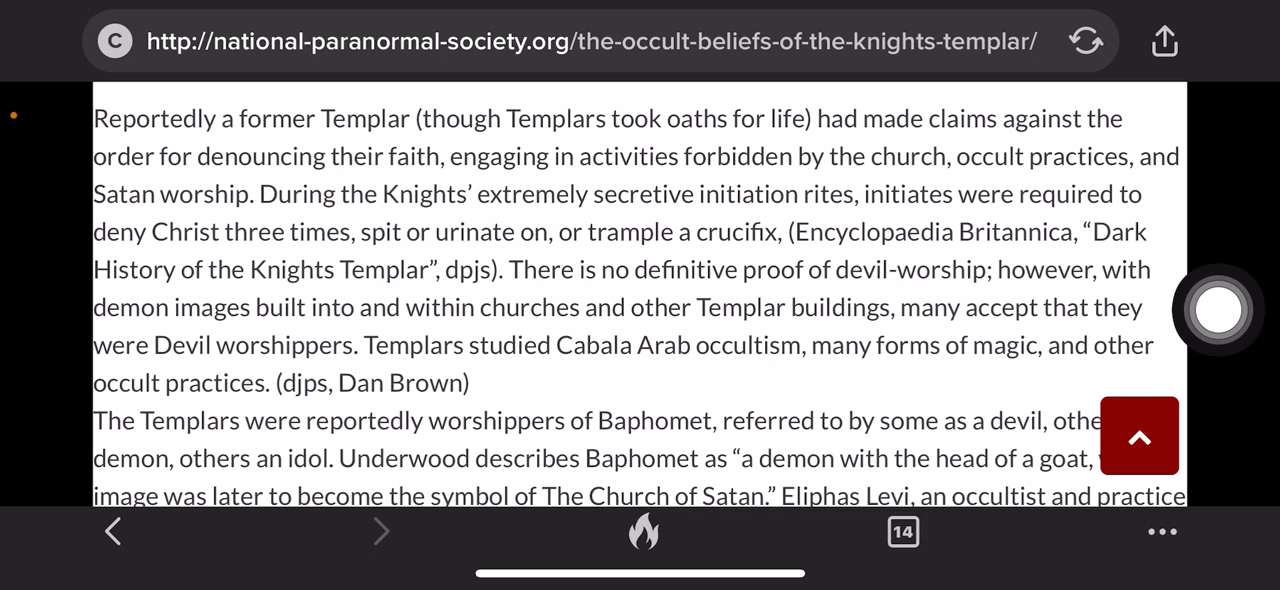 C http://national-paranormal-society.org/the-occult-beliefs-of-the-knights-templar/
Reportedly a former Templar (though Templars took oaths for life) had made claims against the
order for denouncing their faith, engaging in activities forbidden by the church, occult practices, and
Satan worship. During the Knights’ extremely secretive initiation rites, initiates were required to
deny Christ three times, spit or urinate on, or trample a crucifix, (Encyclopaedia Britannica, “Dark
History of the Knights Templar”, dpjs). There is no definitive proof of devil-worship; however, with
demon images built into and within churches and other Templar buildings, many accept that they
were Devil worshippers. Templars studied Cabala Arab occultism, many forms of magic, and other
occult practices. (djps, Dan Brown)
The Templars were reportedly worshippers of Baphomet, referred to by some as a devil,
demon, others an idol. Underwood describes Baphomet as “a demon with the head of a goat,
image was later to become the symbol of The Church of Satan.” Eliphas Levi, an occultist and practice
14